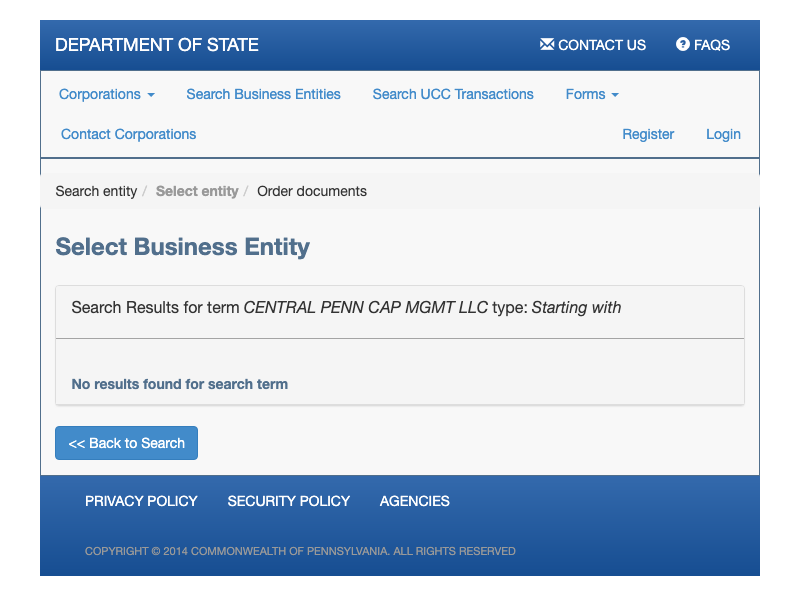 DEPARTMENT OF STATE CONTACT US FAQS
Corporations Search Business Entities Search UCC Transactions Forms
Contact Corporations Register Login
Search entity / Select entity / Order documents
Select Business Entity
Search Results for term CENTRAL PENN CAP MGMT LLC type: Starting with
No results found for search term
<< Back to Search
PRIVACY POLICY SECURITY POLICY AGENCIES
COPYRIGHT © 2014 COMMONWEALTH OF PENNSYLVANIA. ALL RIGHTS RESERVED